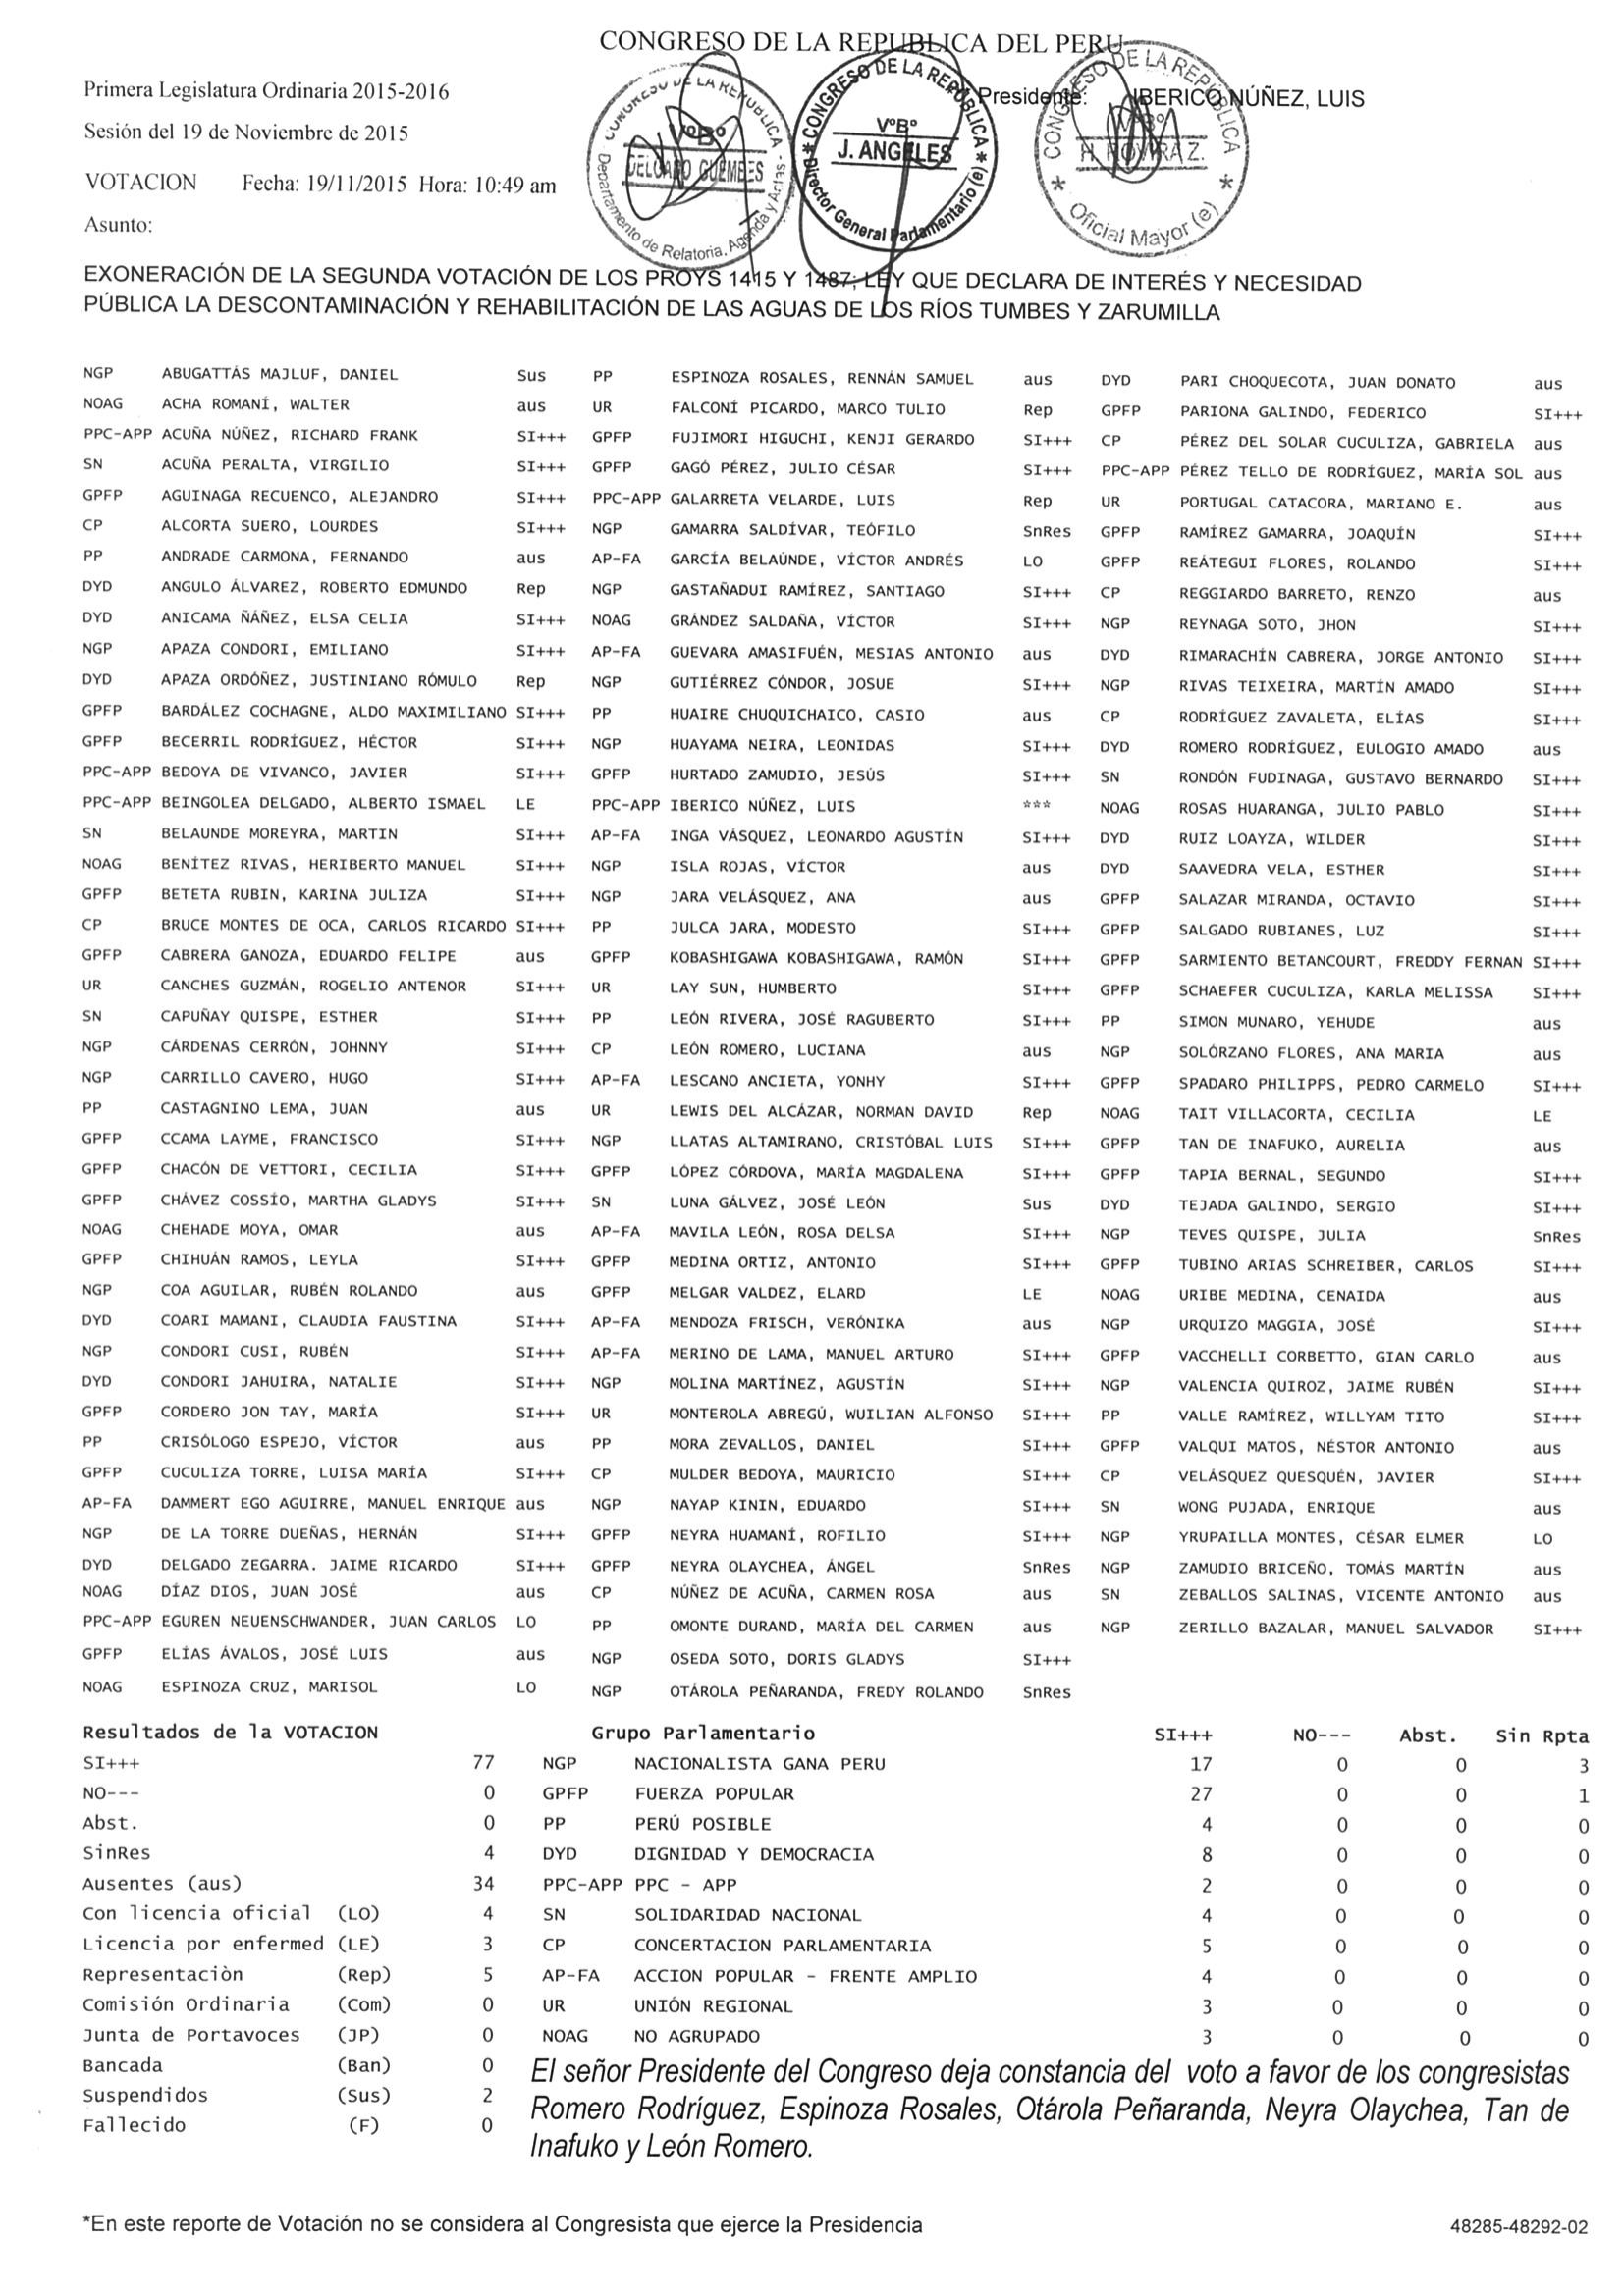 CONGRESO DE LA REPUBLICA DEL PERU
Primera Legislatura Ordinaria 2015-2016
Presidente: IBERICO NÚÑEZ, LUIS
Sesión del 19 de Noviembre de 2015
VOTACION Fecha: 19/11/2015 Hora: 10:49 am
Asunto:
CONGRESO DE LA REPUBLICA -
VºBº
DELGADO GUEMBES
Departamento de Relatoria, Agenda y Actas -
* CONGRESO DE LA REPÚBLICA *
VºBº
J. ANGELES
Director General Parlamentario (e)
* CONGRESO DE LA REPÚBLICA *
VºBº
H. ROVIRA Z.
Oficial Mayor (e)
EXONERACIÓN DE LA SEGUNDA VOTACIÓN DE LOS PROYS 1415 Y 1487; LEY QUE DECLARA DE INTERÉS Y NECESIDAD
PÚBLICA LA DESCONTAMINACIÓN Y REHABILITACIÓN DE LAS AGUAS DE LOS RÍOS TUMBES Y ZARUMILLA
NGP ABUGATTÁS MAJLUF, DANIEL Sus PP ESPINOZA ROSALES, RENNÁN SAMUEL aus DYD PARI CHOQUECOTA, JUAN DONATO aus
NOAG ACHA ROMANÍ, WALTER aus UR FALCONÍ PICARDO, MARCO TULIO Rep GPFP PARIONA GALINDO, FEDERICO SI+++
PPC-APP ACUÑA NÚÑEZ, RICHARD FRANK SI+++ GPFP FUJIMORI HIGUCHI, KENJI GERARDO SI+++ CP PÉREZ DEL SOLAR CUCULIZA, GABRIELA aus
SN ACUÑA PERALTA, VIRGILIO SI+++ GPFP GAGÓ PÉREZ, JULIO CÉSAR SI+++ PPC-APP PÉREZ TELLO DE RODRÍGUEZ, MARÍA SOL aus
GPFP AGUINAGA RECUENCO, ALEJANDRO SI+++ PPC-APP GALARRETA VELARDE, LUIS Rep UR PORTUGAL CATACORA, MARIANO E. aus
CP ALCORTA SUERO, LOURDES SI+++ NGP GAMARRA SALDÍVAR, TEÓFILO SnRes GPFP RAMÍREZ GAMARRA, JOAQUÍN SI+++
PP ANDRADE CARMONA, FERNANDO aus AP-FA GARCÍA BELAÚNDE, VÍCTOR ANDRÉS LO GPFP REÁTEGUI FLORES, ROLANDO SI+++
DYD ANGULO ÁLVAREZ, ROBERTO EDMUNDO Rep NGP GASTAÑADUI RAMÍREZ, SANTIAGO SI+++ CP REGGIARDO BARRETO, RENZO aus
DYD ANICAMA ÑÁÑEZ, ELSA CELIA SI+++ NOAG GRÁNDEZ SALDAÑA, VÍCTOR SI+++ NGP REYNAGA SOTO, JHON SI+++
NGP APAZA CONDORI, EMILIANO SI+++ AP-FA GUEVARA AMASIFUÉN, MESIAS ANTONIO aus DYD RIMARACHÍN CABRERA, JORGE ANTONIO SI+++
DYD APAZA ORDÓÑEZ, JUSTINIANO RÓMULO Rep NGP GUTIÉRREZ CÓNDOR, JOSUE SI+++ NGP RIVAS TEIXEIRA, MARTÍN AMADO SI+++
GPFP BARDÁLEZ COCHAGNE, ALDO MAXIMILIANO SI+++ PP HUAIRE CHUQUICHAICO, CASIO aus CP RODRÍGUEZ ZAVALETA, ELÍAS SI+++
GPFP BECERRIL RODRÍGUEZ, HÉCTOR SI+++ NGP HUAYAMA NEIRA, LEONIDAS SI+++ DYD ROMERO RODRÍGUEZ, EULOGIO AMADO aus
PPC-APP BEDOYA DE VIVANCO, JAVIER SI+++ GPFP HURTADO ZAMUDIO, JESÚS SI+++ SN RONDÓN FUDINAGA, GUSTAVO BERNARDO SI+++
PPC-APP BEINGOLEA DELGADO, ALBERTO ISMAEL LE PPC-APP IBERICO NÚÑEZ, LUIS *** NOAG ROSAS HUARANGA, JULIO PABLO SI+++
SN BELAUNDE MOREYRA, MARTIN SI+++ AP-FA INGA VÁSQUEZ, LEONARDO AGUSTÍN SI+++ DYD RUIZ LOAYZA, WILDER SI+++
NOAG BENÍTEZ RIVAS, HERIBERTO MANUEL SI+++ NGP ISLA ROJAS, VÍCTOR aus DYD SAAVEDRA VELA, ESTHER SI+++
GPFP BETETA RUBIN, KARINA JULIZA SI+++ NGP JARA VELÁSQUEZ, ANA aus GPFP SALAZAR MIRANDA, OCTAVIO SI+++
CP BRUCE MONTES DE OCA, CARLOS RICARDO SI+++ PP JULCA JARA, MODESTO SI+++ GPFP SALGADO RUBIANES, LUZ SI+++
GPFP CABRERA GANOZA, EDUARDO FELIPE aus GPFP KOBASHIGAWA KOBASHIGAWA, RAMÓN SI+++ GPFP SARMIENTO BETANCOURT, FREDDY FERNAN SI+++
UR CANCHES GUZMÁN, ROGELIO ANTENOR SI+++ UR LAY SUN, HUMBERTO SI+++ GPFP SCHAEFER CUCULIZA, KARLA MELISSA SI+++
SN CAPUÑAY QUISPE, ESTHER SI+++ PP LEÓN RIVERA, JOSÉ RAGUBERTO SI+++ PP SIMON MUNARO, YEHUDE aus
NGP CÁRDENAS CERRÓN, JOHNNY SI+++ CP LEÓN ROMERO, LUCIANA aus NGP SOLÓRZANO FLORES, ANA MARIA aus
NGP CARRILLO CAVERO, HUGO SI+++ AP-FA LESCANO ANCIETA, YONHY SI+++ GPFP SPADARO PHILIPPS, PEDRO CARMELO SI+++
PP CASTAGNINO LEMA, JUAN aus UR LEWIS DEL ALCÁZAR, NORMAN DAVID Rep NOAG TAIT VILLACORTA, CECILIA LE
GPFP CCAMA LAYME, FRANCISCO SI+++ NGP LLATAS ALTAMIRANO, CRISTÓBAL LUIS SI+++ GPFP TAN DE INAFUKO, AURELIA aus
GPFP CHACÓN DE VETTORI, CECILIA SI+++ GPFP LÓPEZ CÓRDOVA, MARÍA MAGDALENA SI+++ GPFP TAPIA BERNAL, SEGUNDO SI+++
GPFP CHÁVEZ COSSÍO, MARTHA GLADYS SI+++ SN LUNA GÁLVEZ, JOSÉ LEÓN Sus DYD TEJADA GALINDO, SERGIO SI+++
NOAG CHEHADE MOYA, OMAR aus AP-FA MAVILA LEÓN, ROSA DELSA SI+++ NGP TEVES QUISPE, JULIA SnRes
GPFP CHIHUÁN RAMOS, LEYLA SI+++ GPFP MEDINA ORTIZ, ANTONIO SI+++ GPFP TUBINO ARIAS SCHREIBER, CARLOS SI+++
NGP COA AGUILAR, RUBÉN ROLANDO aus GPFP MELGAR VALDEZ, ELARD LE NOAG URIBE MEDINA, CENAIDA aus
DYD COARI MAMANI, CLAUDIA FAUSTINA SI+++ AP-FA MENDOZA FRISCH, VERÓNIKA aus NGP URQUIZO MAGGIA, JOSÉ SI+++
NGP CONDORI CUSI, RUBÉN SI+++ AP-FA MERINO DE LAMA, MANUEL ARTURO SI+++ GPFP VACCHELLI CORBETTO, GIAN CARLO aus
DYD CONDORI JAHUIRA, NATALIE SI+++ NGP MOLINA MARTÍNEZ, AGUSTÍN SI+++ NGP VALENCIA QUIROZ, JAIME RUBÉN SI+++
GPFP CORDERO JON TAY, MARÍA SI+++ UR MONTEROLA ABREGÚ, WUILIAN ALFONSO SI+++ PP VALLE RAMÍREZ, WILLYAM TITO SI+++
PP CRISÓLOGO ESPEJO, VÍCTOR aus PP MORA ZEVALLOS, DANIEL SI+++ GPFP VALQUI MATOS, NÉSTOR ANTONIO aus
GPFP CUCULIZA TORRE, LUISA MARÍA SI+++ CP MULDER BEDOYA, MAURICIO SI+++ CP VELÁSQUEZ QUESQUÉN, JAVIER SI+++
AP-FA DAMMERT EGO AGUIRRE, MANUEL ENRIQUE aus NGP NAYAP KININ, EDUARDO SI+++ SN WONG PUJADA, ENRIQUE aus
NGP DE LA TORRE DUEÑAS, HERNÁN SI+++ GPFP NEYRA HUAMANÍ, ROFILIO SI+++ NGP YRUPAILLA MONTES, CÉSAR ELMER LO
DYD DELGADO ZEGARRA. JAIME RICARDO SI+++ GPFP NEYRA OLAYCHEA, ÁNGEL SnRes NGP ZAMUDIO BRICEÑO, TOMÁS MARTÍN aus
NOAG DÍAZ DIOS, JUAN JOSÉ aus CP NÚÑEZ DE ACUÑA, CARMEN ROSA aus SN ZEBALLOS SALINAS, VICENTE ANTONIO aus
PPC-APP EGUREN NEUENSCHWANDER, JUAN CARLOS LO PP OMONTE DURAND, MARÍA DEL CARMEN aus NGP ZERILLO BAZALAR, MANUEL SALVADOR SI+++
GPFP ELÍAS ÁVALOS, JOSÉ LUIS aus NGP OSEDA SOTO, DORIS GLADYS SI+++
NOAG ESPINOZA CRUZ, MARISOL LO NGP OTÁROLA PEÑARANDA, FREDY ROLANDO SnRes
Resultados de la VOTACION Grupo Parlamentario SI+++ NO--- Abst. Sin Rpta
SI+++ 77 NGP NACIONALISTA GANA PERU 17 0 0 3
NO--- 0 GPFP FUERZA POPULAR 27 0 0 1
Abst. 0 PP PERÚ POSIBLE 4 0 0 0
SinRes 4 DYD DIGNIDAD Y DEMOCRACIA 8 0 0 0
Ausentes (aus) 34 PPC-APP PPC - APP 2 0 0 0
Con licencia oficial (LO) 4 SN SOLIDARIDAD NACIONAL 4 0 0 0
Licencia por enfermed (LE) 3 CP CONCERTACION PARLAMENTARIA 5 0 0 0
Representaciòn (Rep) 5 AP-FA ACCION POPULAR - FRENTE AMPLIO 4 0 0 0
Comisión Ordinaria (Com) 0 UR UNIÓN REGIONAL 3 0 0 0
Junta de Portavoces (JP) 0 NOAG NO AGRUPADO 3 0 0 0
Bancada (Ban) 0
Suspendidos (Sus) 2
Fallecido (F) 0
El señor Presidente del Congreso deja constancia del voto a favor de los congresistas
Romero Rodríguez, Espinoza Rosales, Otárola Peñaranda, Neyra Olaychea, Tan de
Inafuko y León Romero.
*En este reporte de Votación no se considera al Congresista que ejerce la Presidencia
48285-48292-02